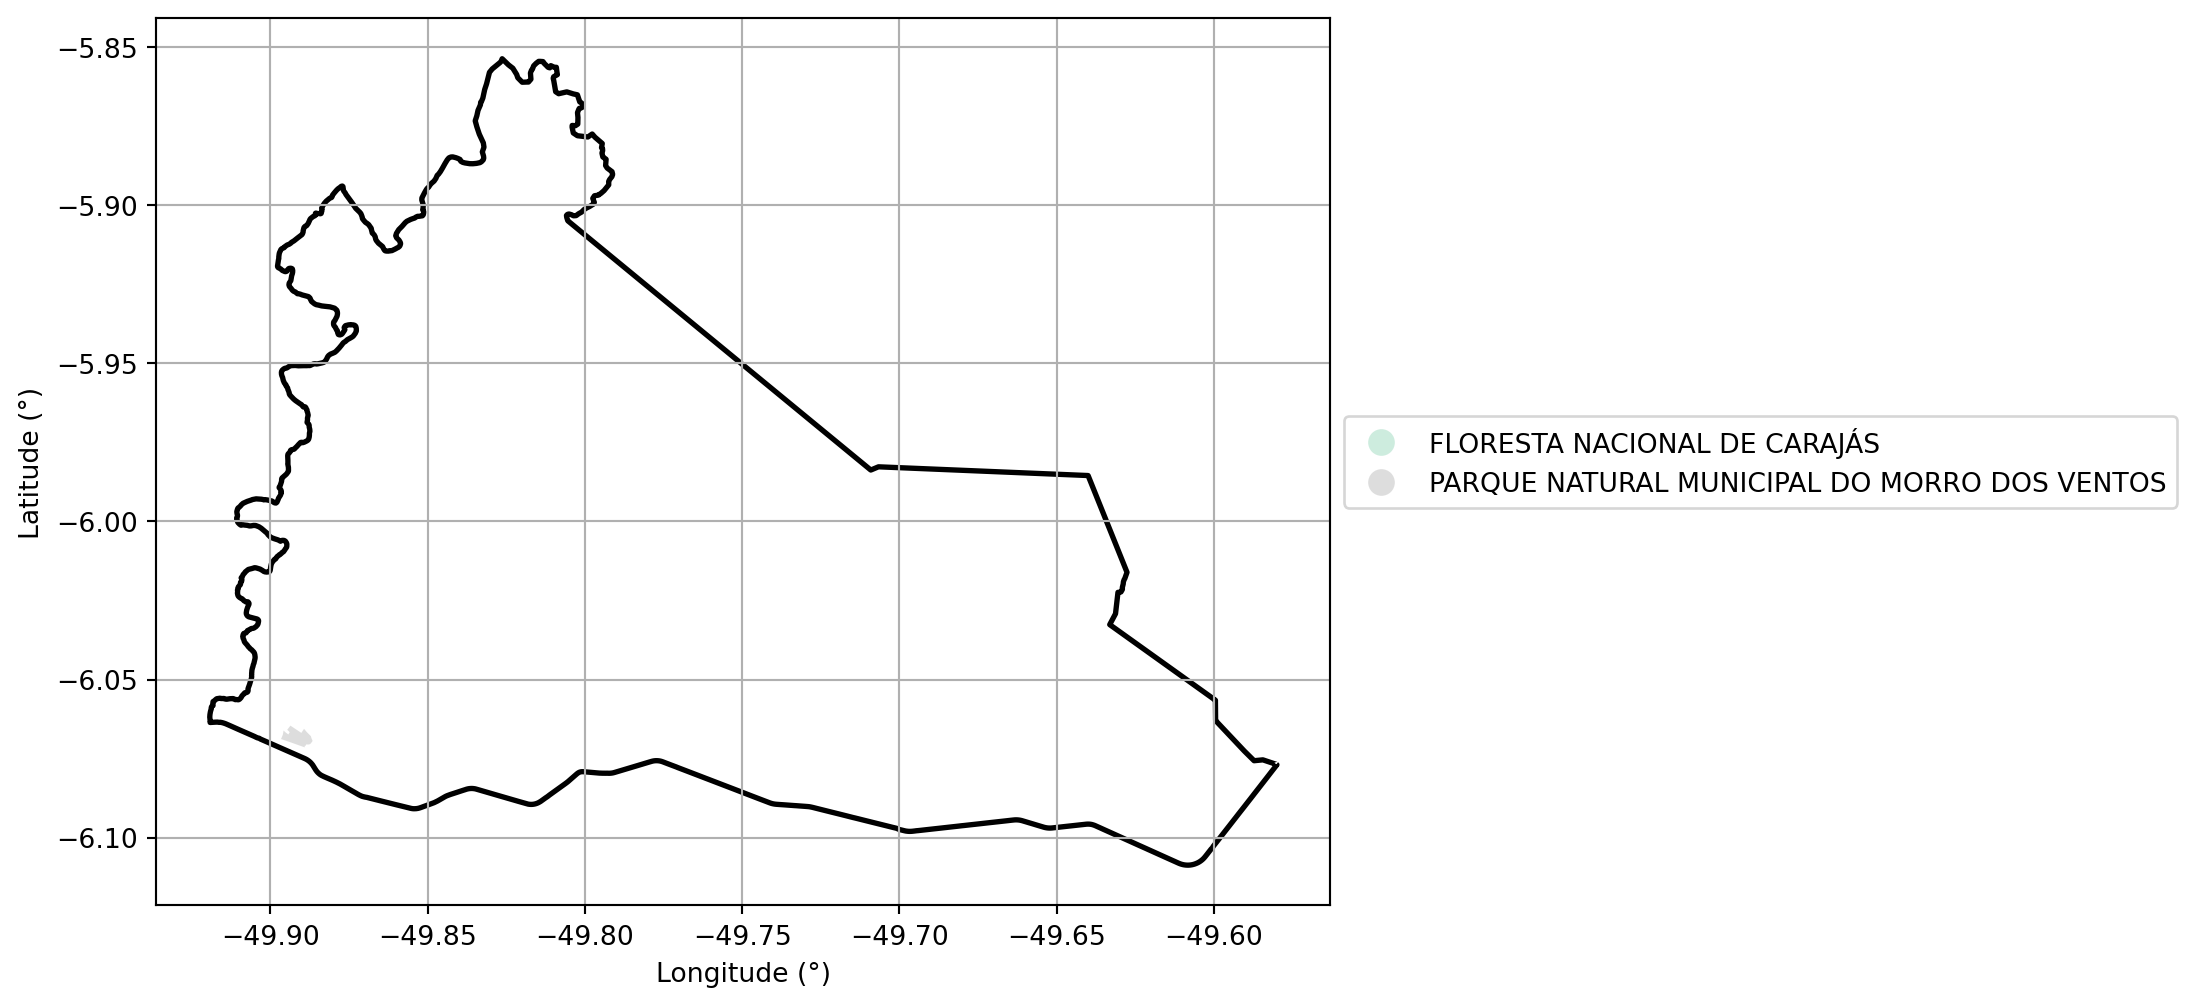 −5.85
−5.90
−5.95
−6.00
−6.05
−6.10
Latitude (°)
−49.90 −49.85 −49.80 −49.75 −49.70 −49.65 −49.60
Longitude (°)
FLORESTA NACIONAL DE CARAJÁS
PARQUE NATURAL MUNICIPAL DO MORRO DOS VENTOS